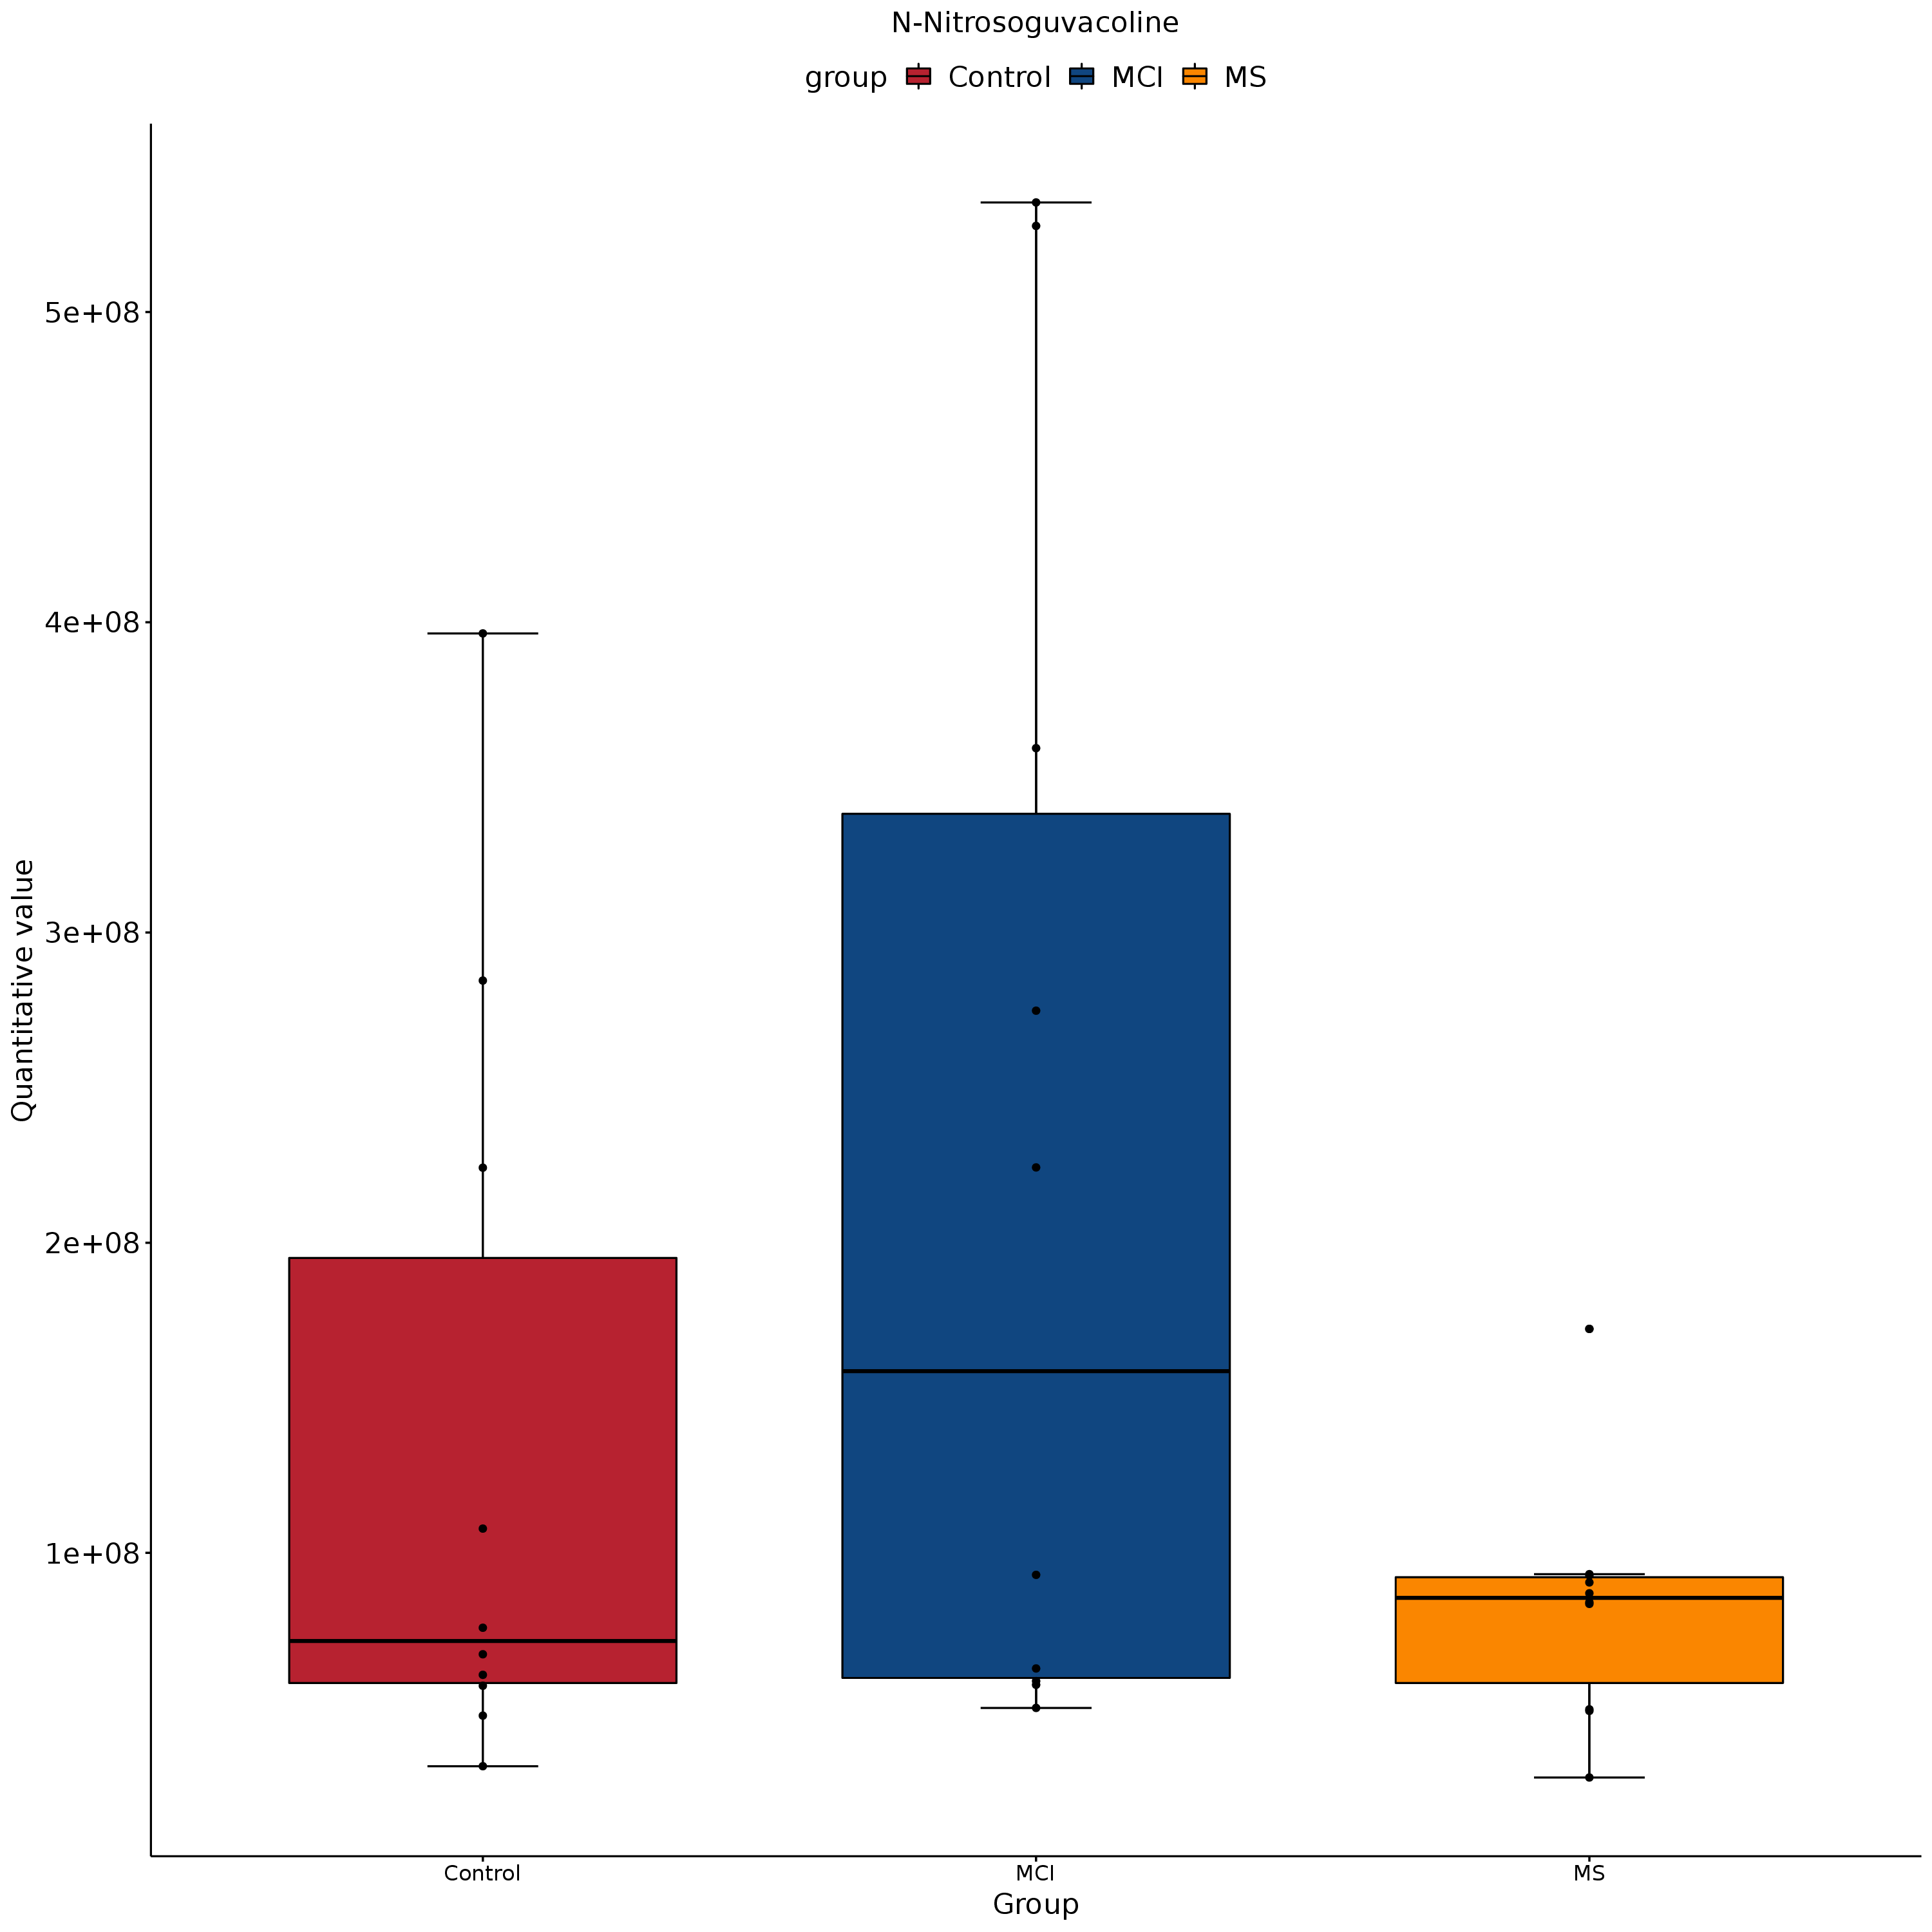 N-Nitrosoguvacoline
group Control MCI MS
5e+08
4e+08
3e+08
2e+08
1e+08
Quantitative value
Control MCI MS
Group